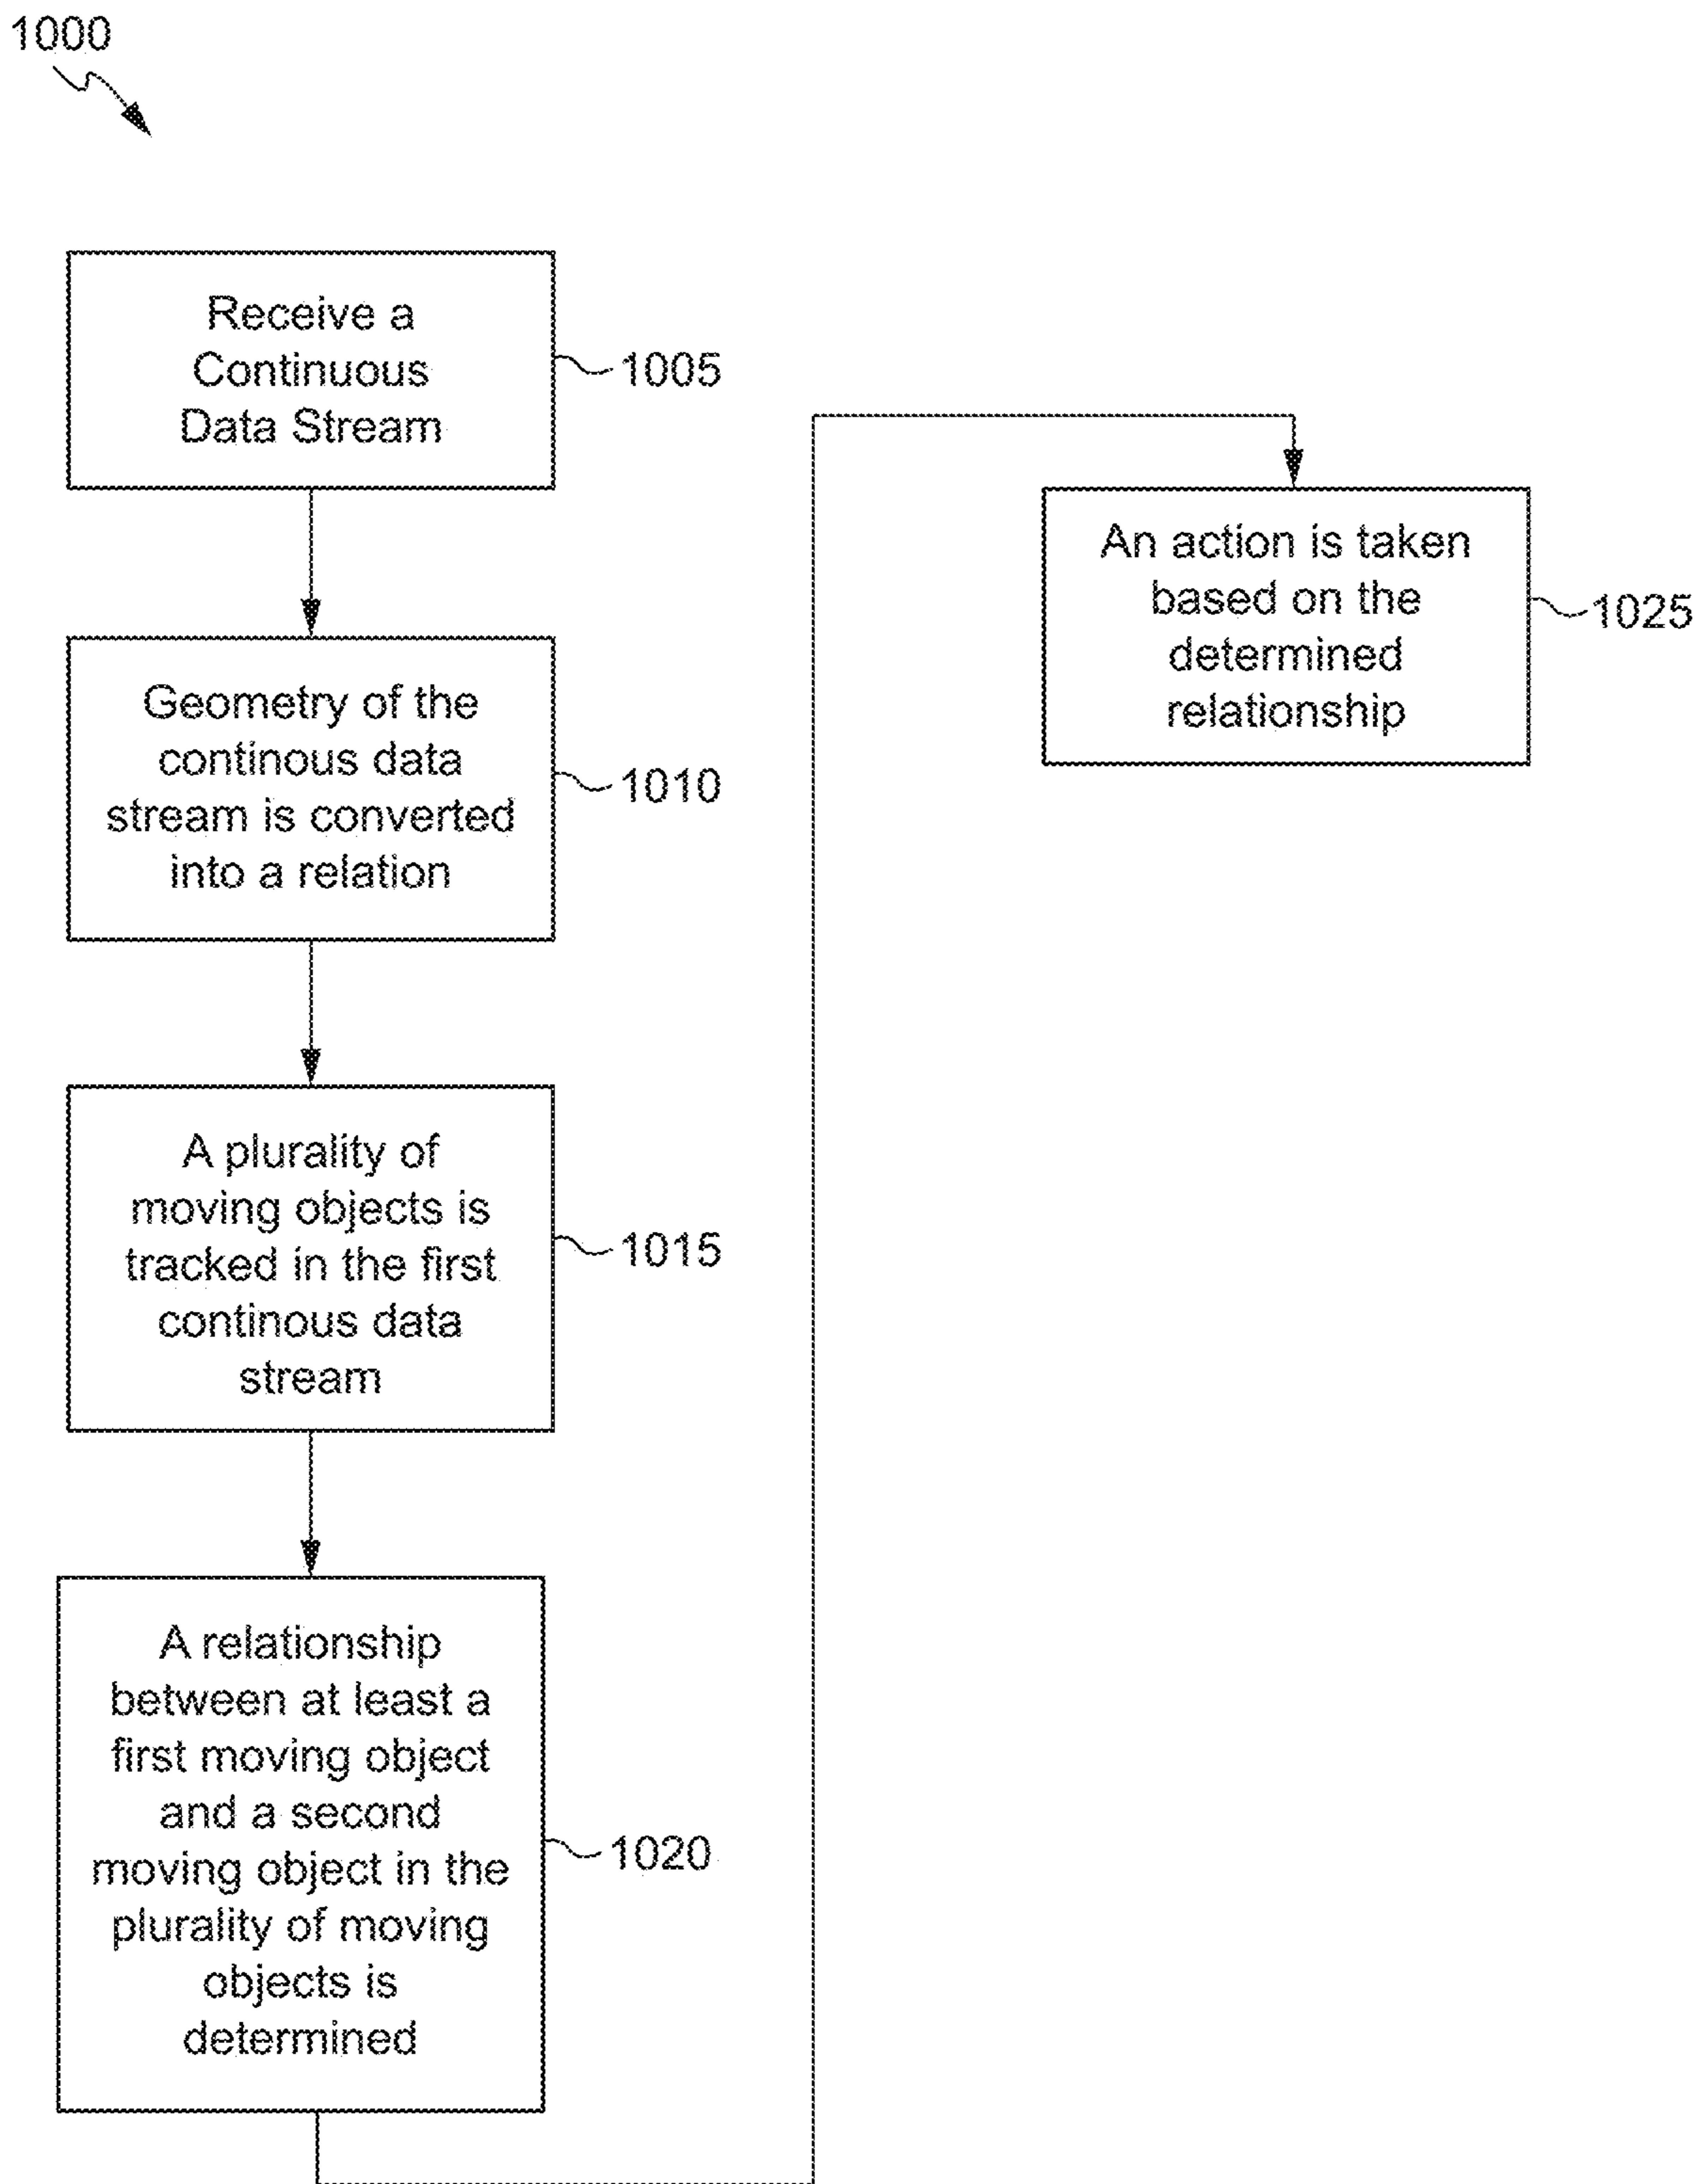 1000
Receive a
Continuous
Data Stream
1005
Geometry of the
continous data
stream is converted
into a relation
1010
A plurality of
moving objects is
tracked in the first
continous data
stream
1015
A relationship
between at least a
first moving object
and a second
moving object in the
plurality of moving
objects is
determined
1020
An action is taken
based on the
determined
relationship
1025